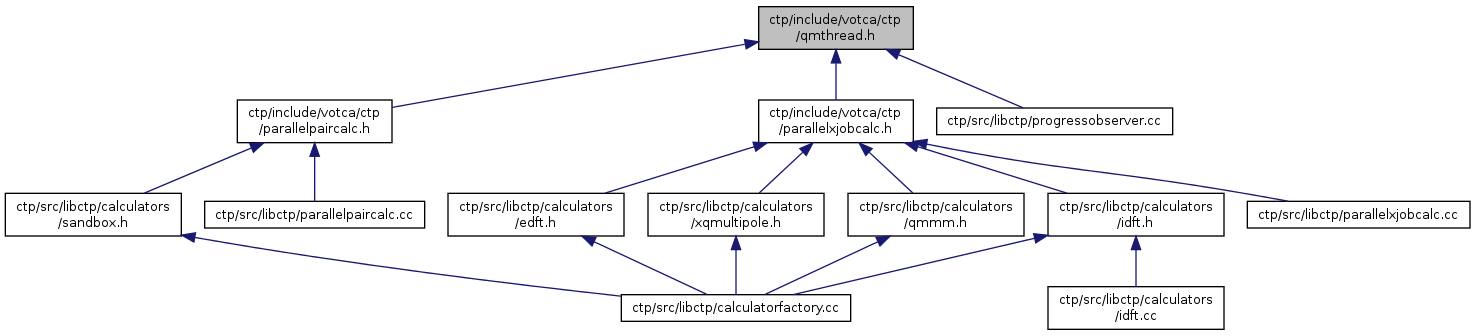 ctp/include/votca/ctp
/qmthread.h
ctp/include/votca/ctp
/parallelpaircalc.h
ctp/include/votca/ctp
/parallelxjobcalc.h
ctp/src/libctp/progressobserver.cc
ctp/src/libctp/calculators
/sandbox.h
ctp/src/libctp/parallelpaircalc.cc
ctp/src/libctp/calculators
/edft.h
ctp/src/libctp/calculators
/xqmultipole.h
ctp/src/libctp/calculators
/qmmm.h
ctp/src/libctp/calculators
/idft.h
ctp/src/libctp/parallelxjobcalc.cc
ctp/src/libctp/calculatorfactory.cc
ctp/src/libctp/calculators
/idft.cc